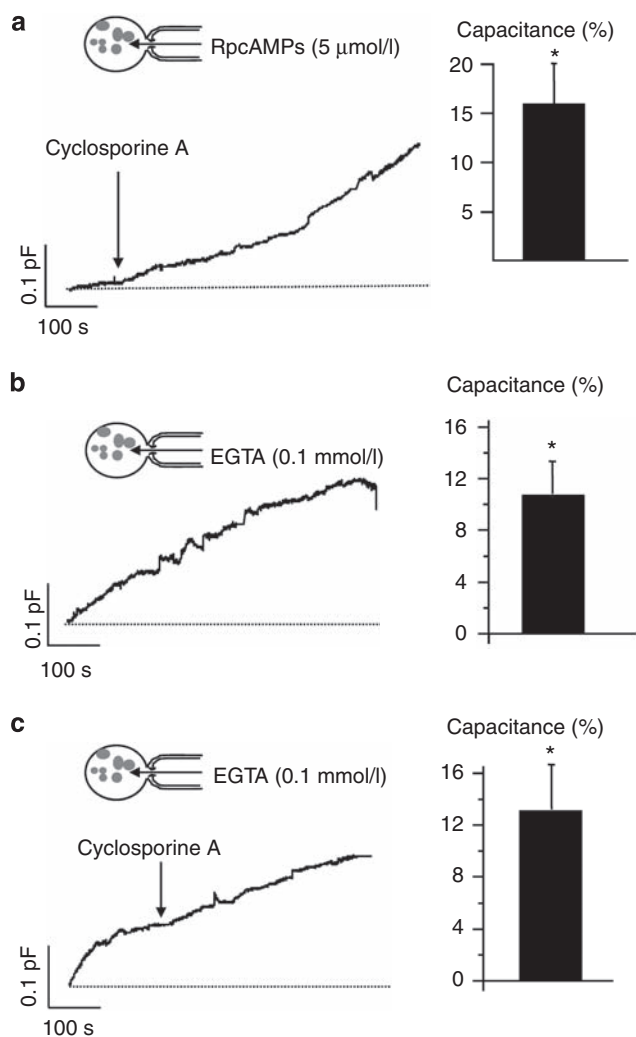 a
RpcAMPs (5 μmol/l)
Cyclosporine A
0.1 pF
100 s
Capacitance (%)
*
20
15
10
5
b
EGTA (0.1 mmol/l)
0.1 pF
100 s
Capacitance (%)
*
16
12
8
4
0
c
EGTA (0.1 mmol/l)
Cyclosporine A
0.1 pF
100 s
Capacitance (%)
*
16
12
8
4
0